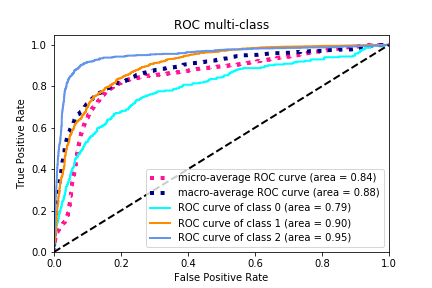 ROC multi-class
True Positive Rate
1.0
0.8
0.6
0.4
0.2
0.0
micro-average ROC curve (area = 0.84)
macro-average ROC curve (area = 0.88)
ROC curve of class 0 (area = 0.79)
ROC curve of class 1 (area = 0.90)
ROC curve of class 2 (area = 0.95)
0.0 0.2 0.4 0.6 0.8 1.0
False Positive Rate